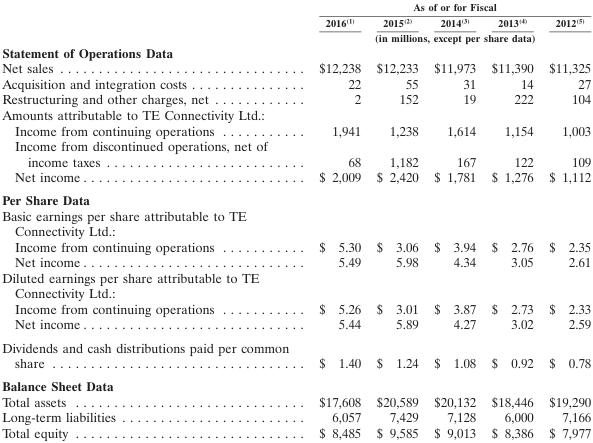 As of or for Fiscal
2016(1) 2015(2) 2014(3) 2013(4) 2012(5)
(in millions, except per share data)
Statement of Operations Data
Net sales . . . . . . . . . . . . . . . . . . . . . . . . . . . . . . . . $12,238 $12,233 $11,973 $11,390 $11,325
Acquisition and integration costs . . . . . . . . . . . . . . . 22 55 31 14 27
Restructuring and other charges, net . . . . . . . . . . . . 2 152 19 222 104
Amounts attributable to TE Connectivity Ltd.:
Income from continuing operations . . . . . . . . . . . 1,941 1,238 1,614 1,154 1,003
Income from discontinued operations, net of
income taxes . . . . . . . . . . . . . . . . . . . . . . . . . . 68 1,182 167 122 109
Net income . . . . . . . . . . . . . . . . . . . . . . . . . . . . . $ 2,009 $ 2,420 $ 1,781 $ 1,276 $ 1,112
Per Share Data
Basic earnings per share attributable to TE
Connectivity Ltd.:
Income from continuing operations . . . . . . . . . . . $ 5.30 $ 3.06 $ 3.94 $ 2.76 $ 2.35
Net income . . . . . . . . . . . . . . . . . . . . . . . . . . . . . 5.49 5.98 4.34 3.05 2.61
Diluted earnings per share attributable to TE
Connectivity Ltd.:
Income from continuing operations . . . . . . . . . . . $ 5.26 $ 3.01 $ 3.87 $ 2.73 $ 2.33
Net income . . . . . . . . . . . . . . . . . . . . . . . . . . . . . 5.44 5.89 4.27 3.02 2.59
Dividends and cash distributions paid per common
share . . . . . . . . . . . . . . . . . . . . . . . . . . . . . . . . . $ 1.40 $ 1.24 $ 1.08 $ 0.92 $ 0.78
Balance Sheet Data
Total assets . . . . . . . . . . . . . . . . . . . . . . . . . . . . . . $17,608 $20,589 $20,132 $18,446 $19,290
Long-term liabilities . . . . . . . . . . . . . . . . . . . . . . . . 6,057 7,429 7,128 6,000 7,166
Total equity . . . . . . . . . . . . . . . . . . . . . . . . . . . . . . $ 8,485 $ 9,585 $ 9,013 $ 8,386 $ 7,977